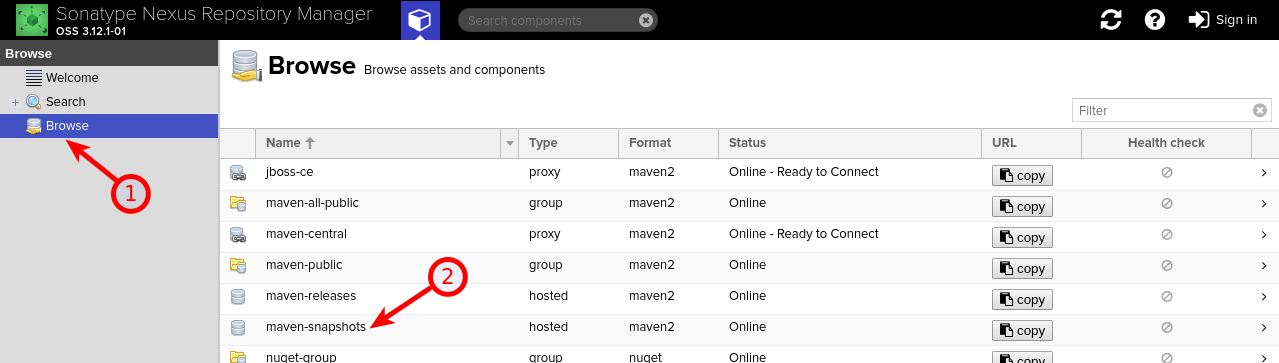 Sonatype Nexus Repository Manager
OSS 3.12.1-01
Search components
Sign in
Browse
Welcome
Search
Browse
1
Browse Browse assets and components
Filter
Name Type Format Status URL Health check
jboss-ce proxy maven2 Online - Ready to Connect copy
maven-all-public group maven2 Online copy
maven-central proxy maven2 Online - Ready to Connect copy
maven-public group maven2 Online copy
2
maven-releases hosted maven2 Online copy
maven-snapshots hosted maven2 Online copy
nuget-group group nuget Online copy